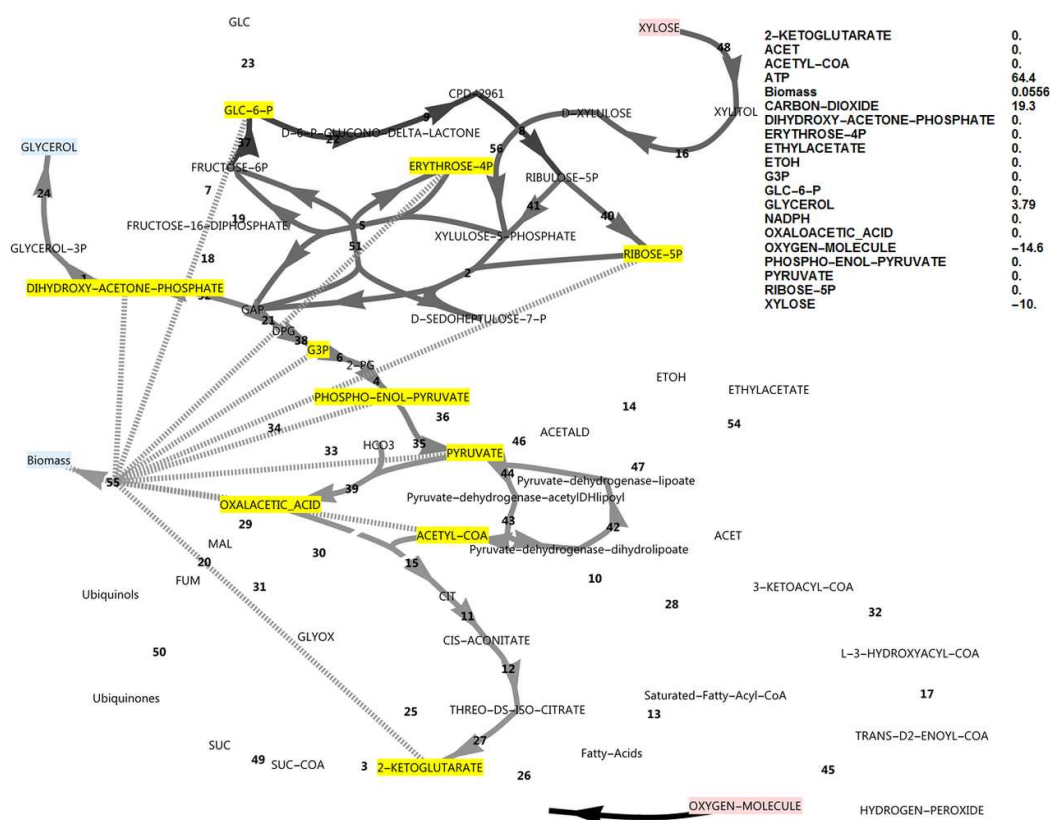 GLC
XYLOSE
48
2-KETOGLUTARATE 0.
ACET 0.
ACETYL-COA 0.
ATP 64.4
Biomass 0.0556
CARBON-DIOXIDE 19.3
DIHYDROXY-ACETONE-PHOSPHATE 0.
ERYTHROSE-4P 0.
ETHYLACETATE 0.
ETOH 0.
G3P 0.
GLC-6-P 0.
GLYCEROL 3.79
NADPH 0.
OXALOACETIC_ACID 0.
OXYGEN-MOLECULE -14.6
PHOSPHO-ENOL-PYRUVATE 0.
PYRUVATE 0.
RIBOSE-5P 0.
XYLOSE -10.
23
GLC-6-P
9
D-XYLULOSE
XYLITOL
D-6-P-GLUCONO-DELTA-LACTONE
22
8
37
GLYCEROL
56
16
FRUCTOSE-6P
ERYTHROSE-4P
RIBULOSE-5P
24
7
41
40
19
FRUCTOSE-16-DIPHOSPHATE
5
XYLULOSE-5-PHOSPHATE
GLYCEROL-3P
51
18
RIBOSE-5P
1
2
DIHYDROXY-ACETONE-PHOSPHATE
GAP
21
D-SEDOHEPTULOSE-7-P
DPG
38
G3P
6
2-PG
4
ETOH
ETHYLACETATE
PHOSPHO-ENOL-PYRUVATE
14
36
54
34
ACETALD
33
HCO3
35
46
Biomass
PYRUVATE
47
44
Pyruvate-dehydrogenase-lipoate
55
39
Pyruvate-dehydrogenase-acetylDHlipoyl
OXALACETIC_ACID
29
43
42
ACETYL-COA
ACET
MAL
30
Pyruvate-dehydrogenase-dihydrolipoate
20
15
FUM
31
10
3-KETOACYL-COA
Ubiquinols
CIT
28
32
11
GLYOX
CIS-ACONITATE
50
L-3-HYDROXYACYL-COA
12
Ubiquinones
Saturated-Fatty-Acyl-CoA
17
25
THREO-DS-ISO-CITRATE
13
SUC
27
TRANS-D2-ENOYL-COA
49
SUC-COA
3
2-KETOGLUTARATE
Fatty-Acids
26
45
OXYGEN-MOLECULE
HYDROGEN-PEROXIDE